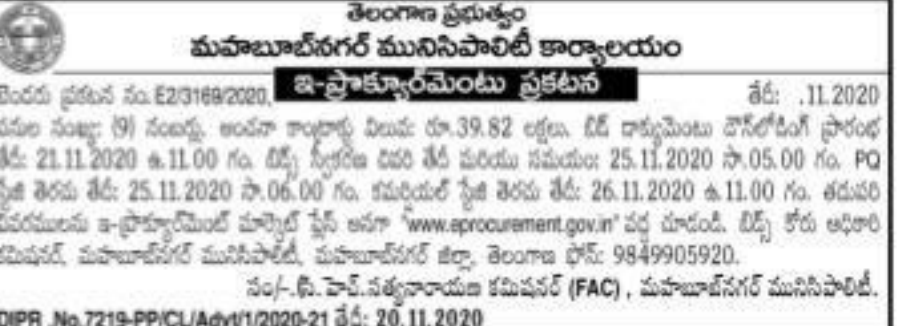 తెలంగాణ ప్రభుత్వం
మహబూబ్‌నగర్ మునిసిపాలిటీ కార్యాలయం
ఇ-ప్రొక్యూర్‌మెంటు ప్రకటన
టెండరు ప్రకటన నం.E2/3169/2020, తేదీ: .11.2020
పనుల సంఖ్య: (9) నంబర్లు, అంచనా కాంట్రాక్టు విలువ: రూ.39.82 లక్షలు. బిడ్ డాక్యుమెంటు డౌన్‌లోడింగ్ ప్రారంభ
తేదీ: 21.11.2020 ఉ.11.00 గం. బిడ్స్ స్వీకరణ చివరి తేదీ మరియు సమయం: 25.11.2020 సా.05.00 గం. PQ
స్టేజి తెరచు తేదీ: 25.11.2020 సా.06.00 గం. కమర్షియల్ స్టేజి తెరచు తేదీ: 26.11.2020 ఉ.11.00 గం. తదుపరి
వివరములను ఇ-ప్రొక్యూర్‌మెంట్ మార్కెట్ ప్లేస్ అనగా "www.eprocurement.gov.in" వద్ద చూడండి. బిడ్స్ కోరు అధికారి
కమిషనర్, మహబూబ్‌నగర్ మునిసిపాలిటీ, మహబూబ్‌నగర్ జిల్లా, తెలంగాణ ఫోన్: 9849905920.
సం/-.సి.హెచ్.సత్యనారాయణ కమిషనర్ (FAC) , మహబూబ్‌నగర్ మునిసిపాలిటీ.
DIPR .No.7219-PP/CL/Advt/1/2020-21 తేదీ: 20.11.2020